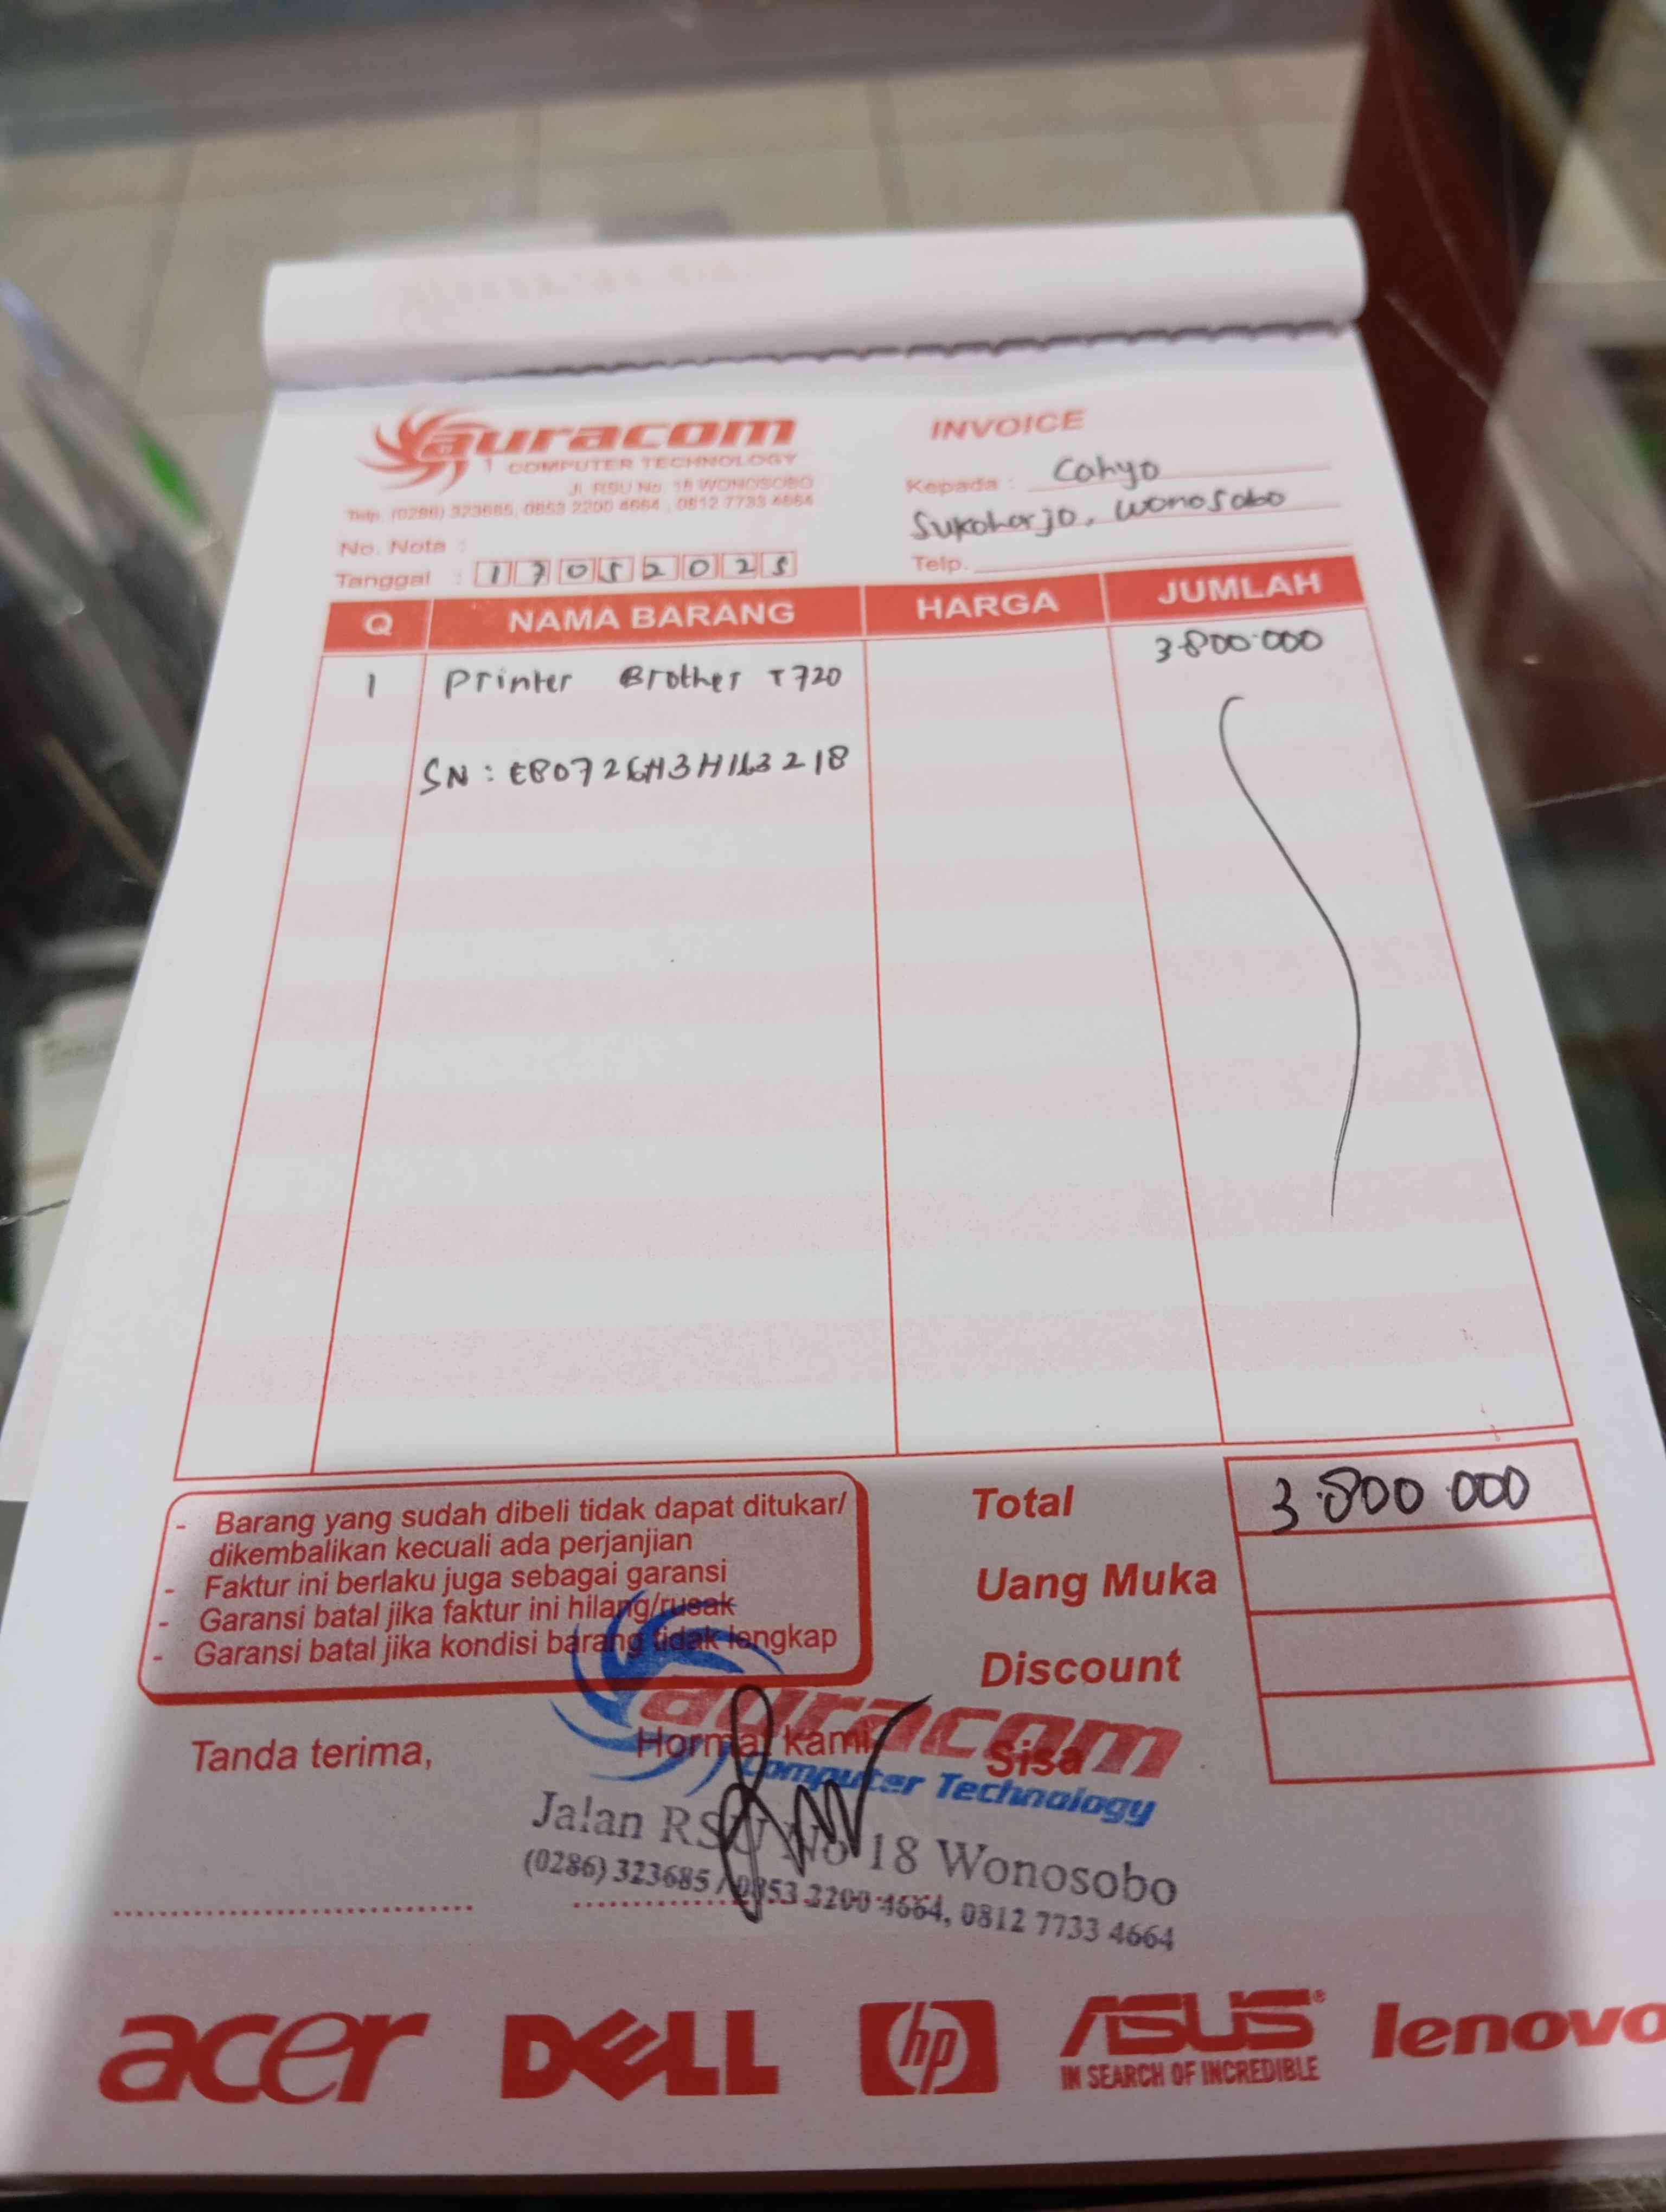 auracom
COMPUTER TECHNOLOGY
Jl. RSU No. 18 WONOSOBO
Telp. (0286) 323685, 0853 2200 4664 , 0812 7733 4664
No. Nota :
Tanggal : 17052025
INVOICE
Kepada : Cahyo
Sukoharjo, Wonosobo
Telp.
Q NAMA BARANG HARGA JUMLAH
1 Printer Brother T720 3.800.000
SN :
- Barang yang sudah dibeli tidak dapat ditukar/
dikembalikan kecuali ada perjanjian
- Faktur ini berlaku juga sebagai garansi
- Garansi batal jika faktur ini hilang/rusak
- Garansi batal jika kondisi barang tidak lengkap
Total 3.800.000
Uang Muka
Discount
Sisa
Tanda terima,
Hormat kami
auracom
Computer Technology
Jalan RSU No 18 Wonosobo
(0286) 323685 / 0853 2200 4664, 0812 7733 4664
acer DELL hp ASUS lenovo
IN SEARCH OF INCREDIBLE